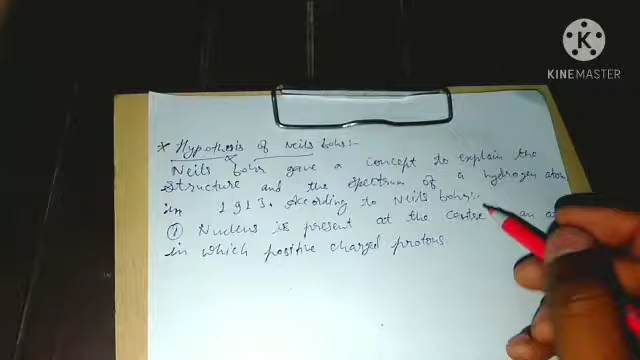 KINEMASTER
* Hypothesis of Neils bohr:-
Neils bohr gave a concept to explain the
structure and the spectrum of a hydrogen atom
in 1913. According to Neils bohr:-
① Nucleus is present at the centre an
in which positive charged protons